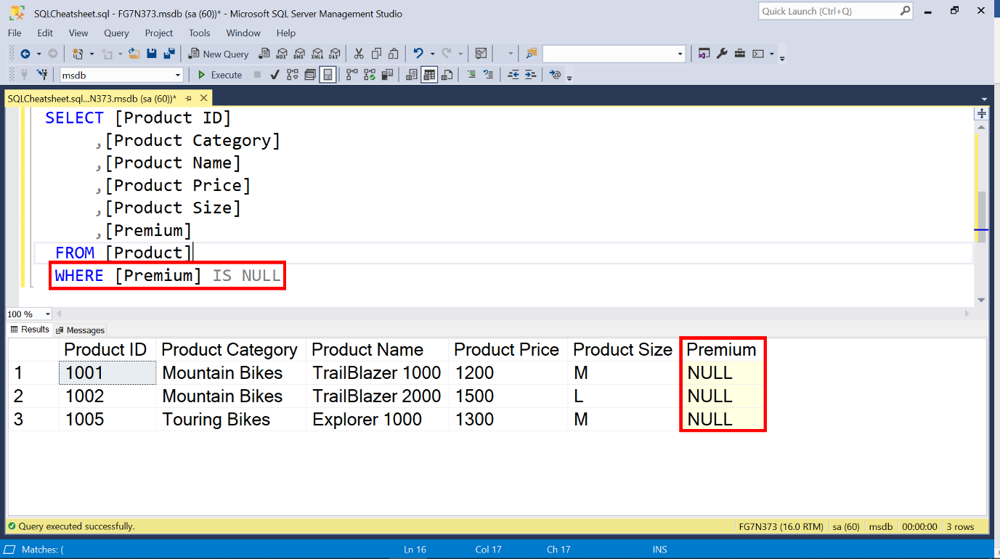 SQLCheatsheet.sql - FG7N373.msdb (sa (60))* - Microsoft SQL Server Management Studio
Quick Launch (Ctrl+Q)
File Edit View Query Project Tools Window Help
New Query MDX DMX XMLA DAX
msdb Execute
SQLCheatsheet.sql...N373.msdb (sa (60))*
SELECT [Product ID]
,[Product Category]
,[Product Name]
,[Product Price]
,[Product Size]
,[Premium]
FROM [Product]
WHERE [Premium] IS NULL
100 %
Results Messages
Product ID Product Category Product Name Product Price Product Size Premium
1 1001 Mountain Bikes TrailBlazer 1000 1200 M NULL
2 1002 Mountain Bikes TrailBlazer 2000 1500 L NULL
3 1005 Touring Bikes Explorer 1000 1300 M NULL
Query executed successfully. FG7N373 (16.0 RTM) sa (60) msdb 00:00:00 3 rows
Matches: ( Ln 16 Col 17 Ch 17 INS